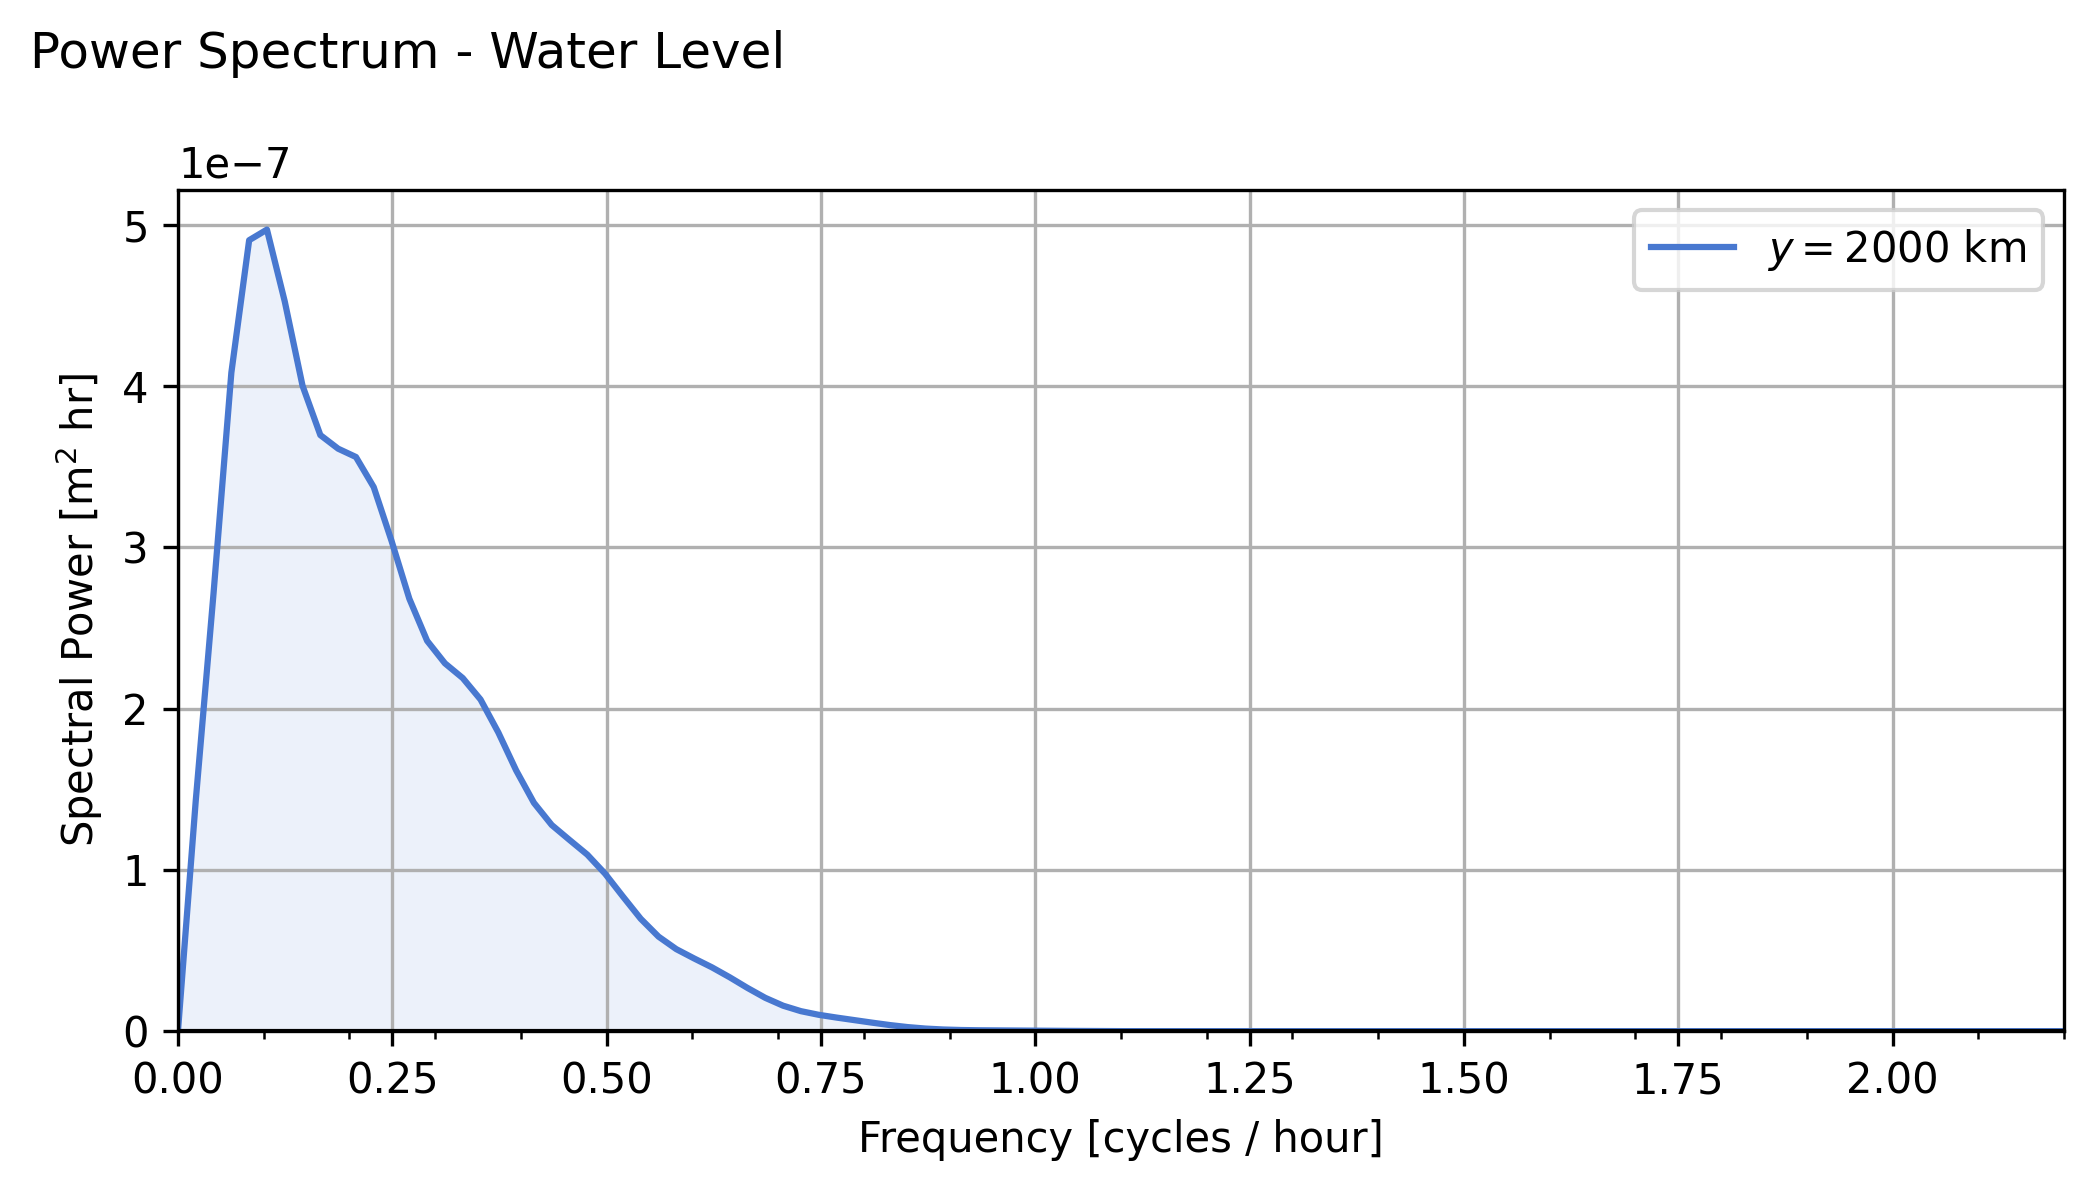 Power Spectrum - Water Level
1e−7
y = 2000 km
Spectral Power [m² hr]
5
4
3
2
1
0
0.00 0.25 0.50 0.75 1.00 1.25 1.50 1.75 2.00
Frequency [cycles / hour]